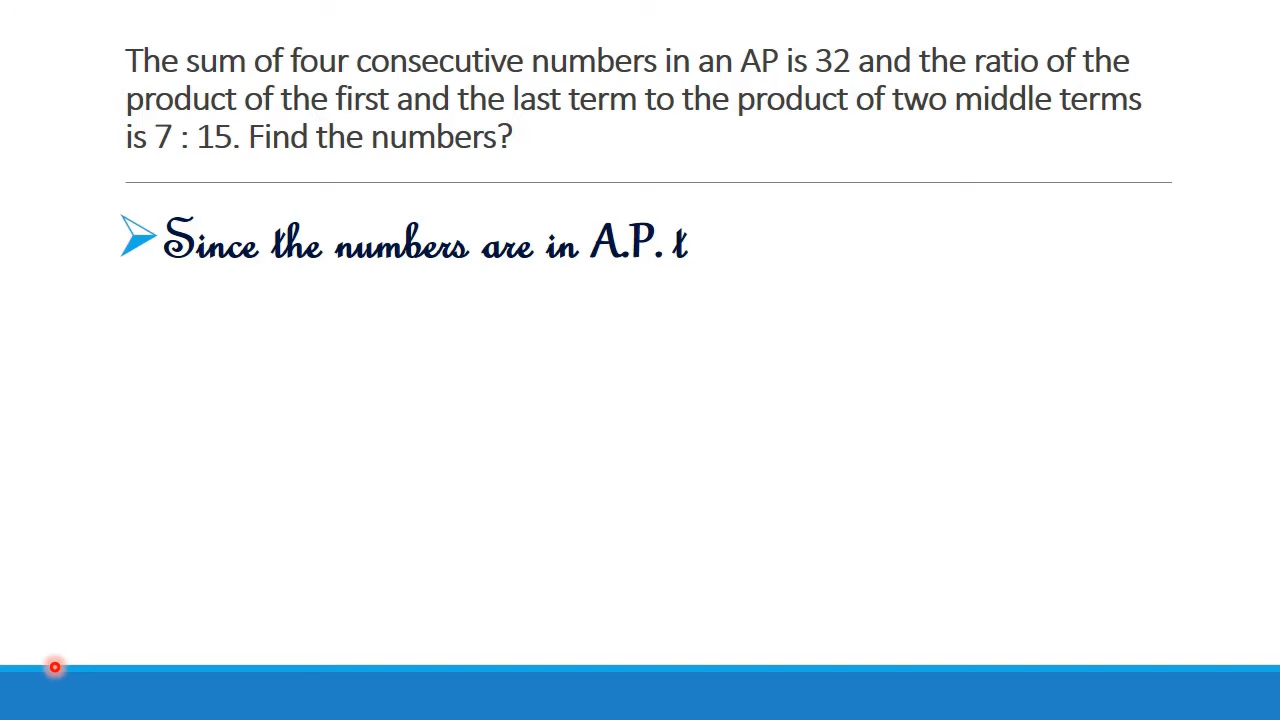 The sum of four consecutive numbers in an AP is 32 and the ratio of the
product of the first and the last term to the product of two middle terms
is 7 : 15. Find the numbers?
Since the numbers are in A.P. t